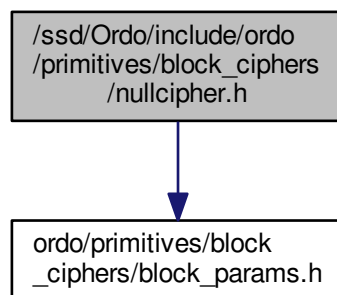 /ssd/Ordo/include/ordo
/primitives/block_ciphers
/nullcipher.h
ordo/primitives/block
_ciphers/block_params.h